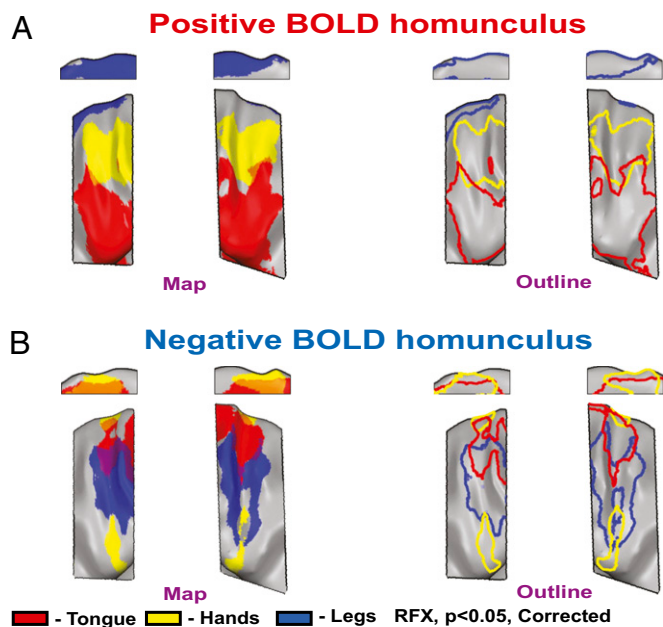 A
Positive BOLD homunculus
Map
Outline
B
Negative BOLD homunculus
Map
Outline
- Tongue - Hands - Legs RFX, p<0.05, Corrected